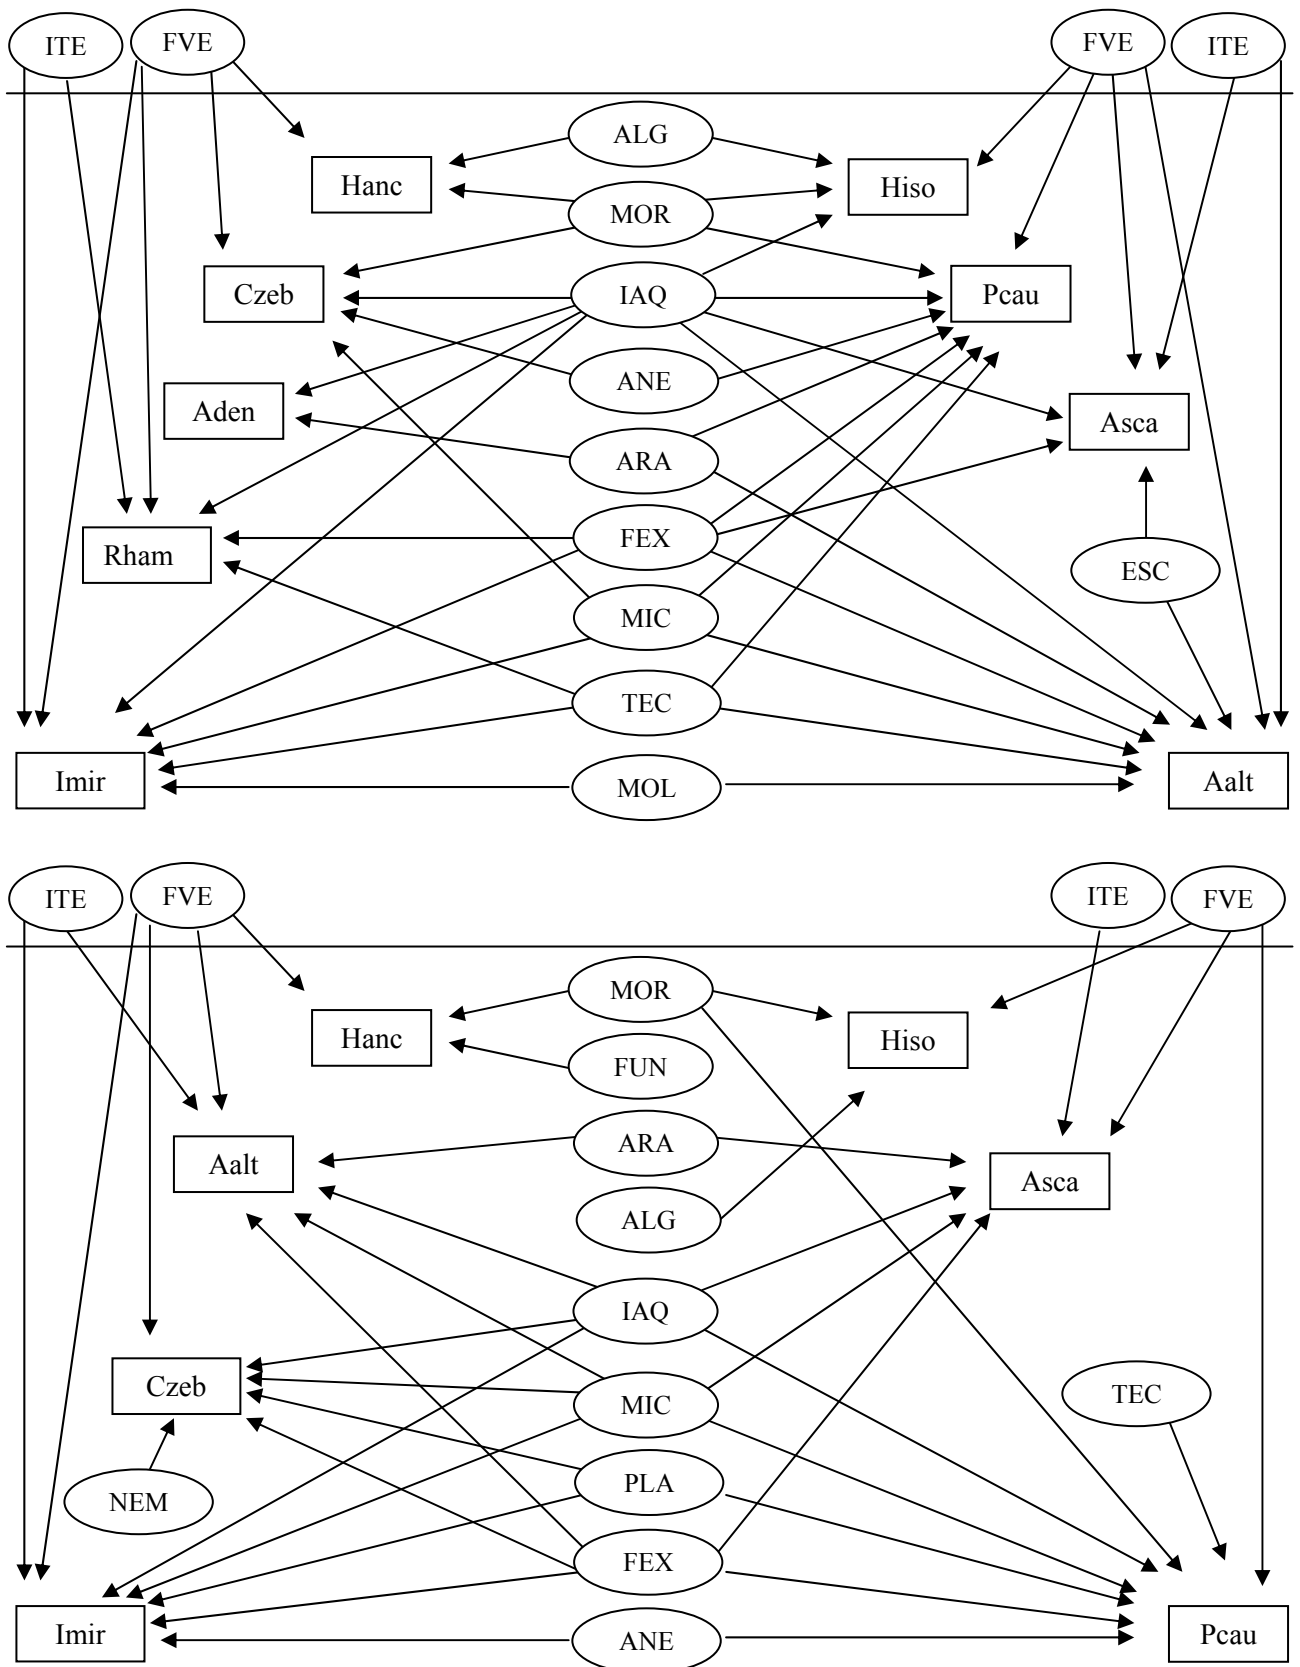 ITE FVE FVE ITE
ALG
Hanc Hiso
MOR
Czeb IAQ Pcau
ANE
Aden Asca
ARA
Rham FEX
ESC
MIC
TEC
Imir MOL Aalt
ITE FVE ITE FVE
MOR
Hanc Hiso
FUN
ARA
Aalt Asca
ALG
IAQ
Czeb MIC TEC
PLA
NEM
FEX
Imir ANE Pcau